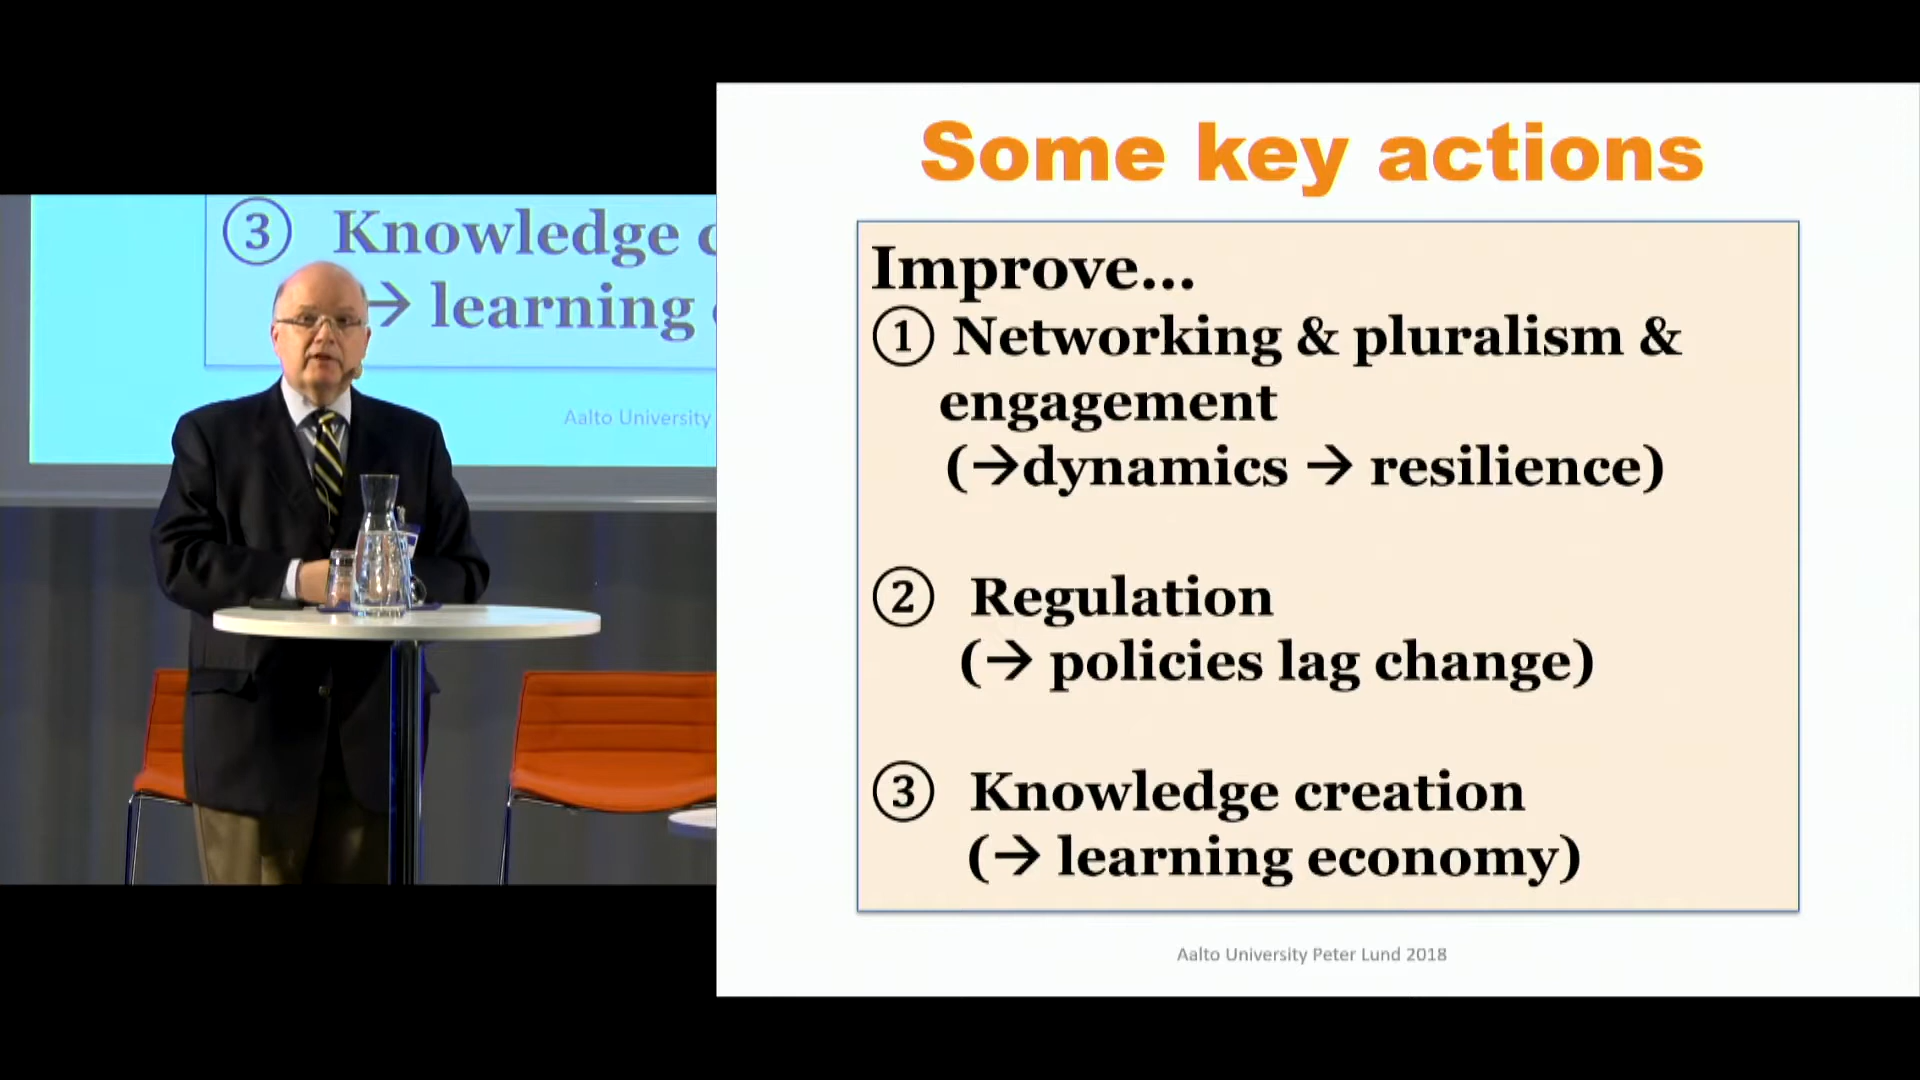 ③ Knowledge c
→ learning
Aalto University
Some key actions
Improve...
① Networking & pluralism &
engagement
(→dynamics → resilience)
② Regulation
(→ policies lag change)
③ Knowledge creation
(→ learning economy)
Aalto University Peter Lund 2018